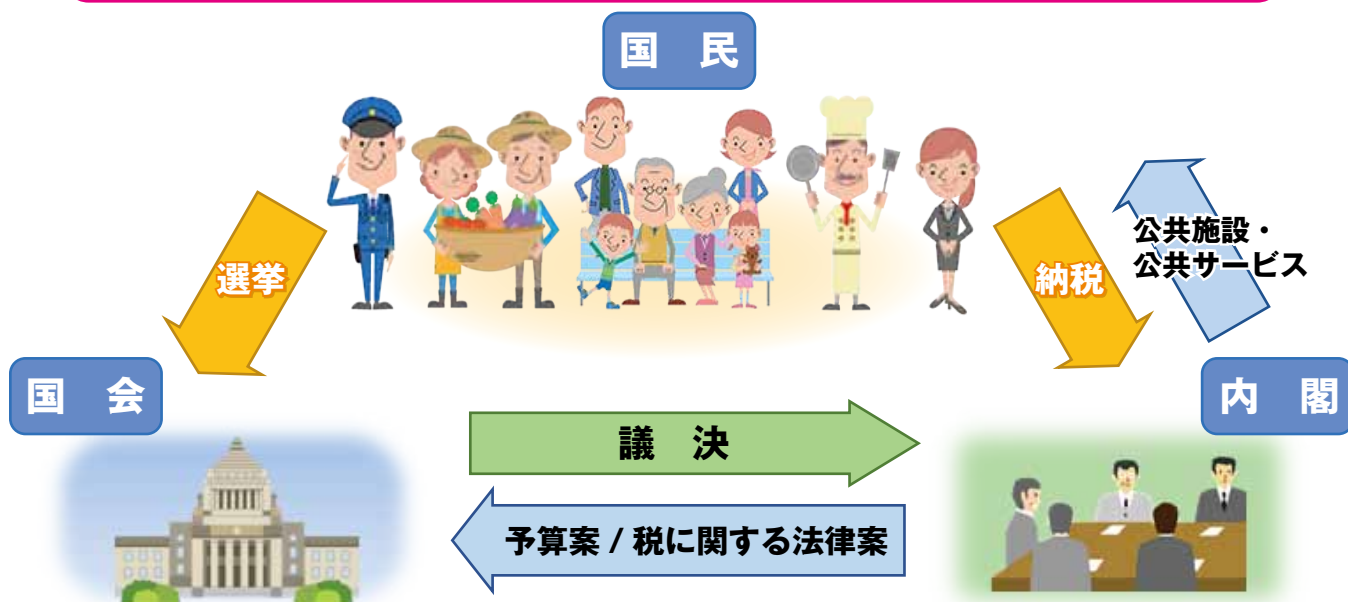 国　民
選挙
納税
公共施設・
公共サービス
国　会
内　閣
議　決
予算案 / 税に関する法律案